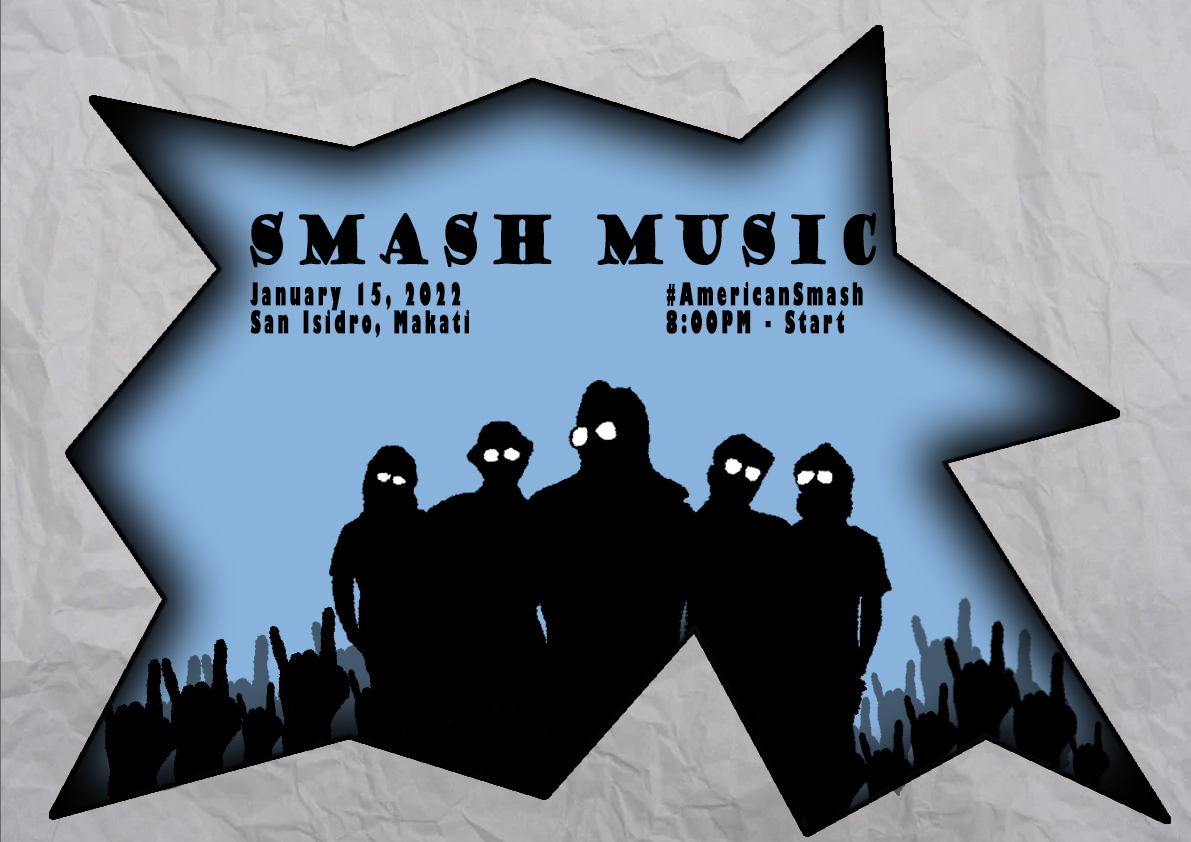 SMASH MUSIC
January 15, 2022
San Isidro, Makati
#AmericanSmash
8:00PM - Start